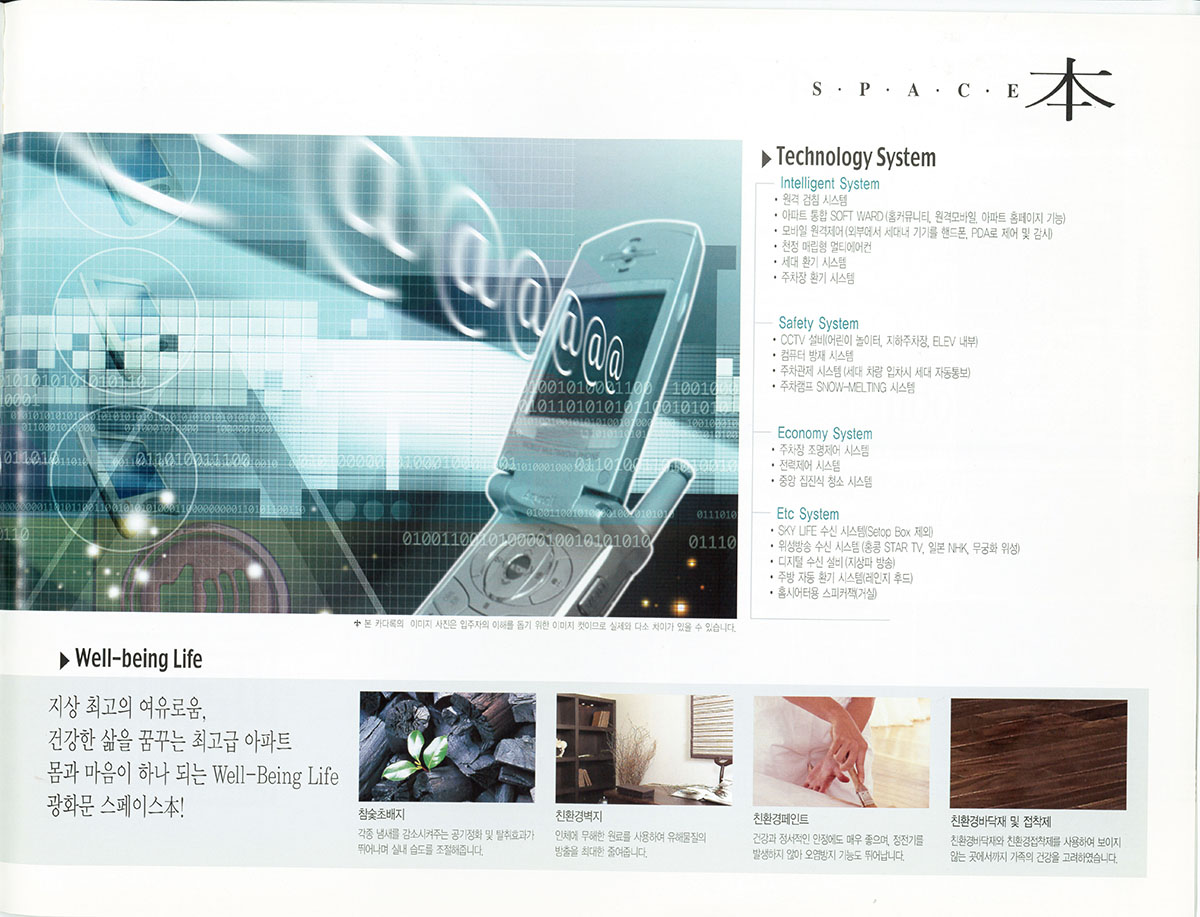 S · P · A · C · E 本
Technology System
Intelligent System
• 원격 검침 시스템
• 아파트 통합 SOFT WARD (홈커뮤니티, 원격모바일, 아파트 홈페이지 기능)
• 모바일 원격제어 (외부에서 세대내 기기를 핸드폰, PDA로 제어 및 감시)
• 천정 매립형 멀티에어컨
• 세대 환기 시스템
• 주차장 환기 시스템
Safety System
• CCTV 설비(어린이 놀이터, 지하주차장, ELEV 내부)
• 컴퓨터 방재 시스템
• 주차관제 시스템 (세대 차량 입차시 세대 자동통보)
• 주차램프 SNOW-MELTING 시스템
Economy System
• 주차장 조명제어 시스템
• 전력제어 시스템
• 중앙 집진식 청소 시스템
Etc System
• SKY LIFE 수신 시스템(Setop Box 제외)
• 위성방송 수신 시스템 (홍콩 STAR TV, 일본 NHK, 무궁화 위성)
• 디지털 수신 설비 (지상파 방송)
• 주방 자동 환기 시스템(레인지 후드)
• 홈시어터용 스피커잭(거실)
본 카다록의 이미지 사진은 입주자의 이해를 돕기 위한 이미지 컷이므로 실제와 다소 차이가 있을 수 있습니다.
Well-being Life
지상 최고의 여유로움,
건강한 삶을 꿈꾸는 최고급 아파트
몸과 마음이 하나 되는 Well-Being Life
광화문 스페이스本!
참숯초배지
각종 냄새를 감소시켜주는 공기정화 및 탈취효과가
뛰어나며 실내 습도를 조절해줍니다.
친환경벽지
인체에 무해한 원료를 사용하여 유해물질의
방출을 최대한 줄여줍니다.
친환경페인트
건강과 정서적인 안정에도 매우 좋으며, 정전기를
발생하지 않아 오염방지 기능도 뛰어납니다.
친환경바닥재 및 접착제
친환경바닥재와 친환경접착제를 사용하여 보이지
않는 곳에서까지 가족의 건강을 고려하였습니다.